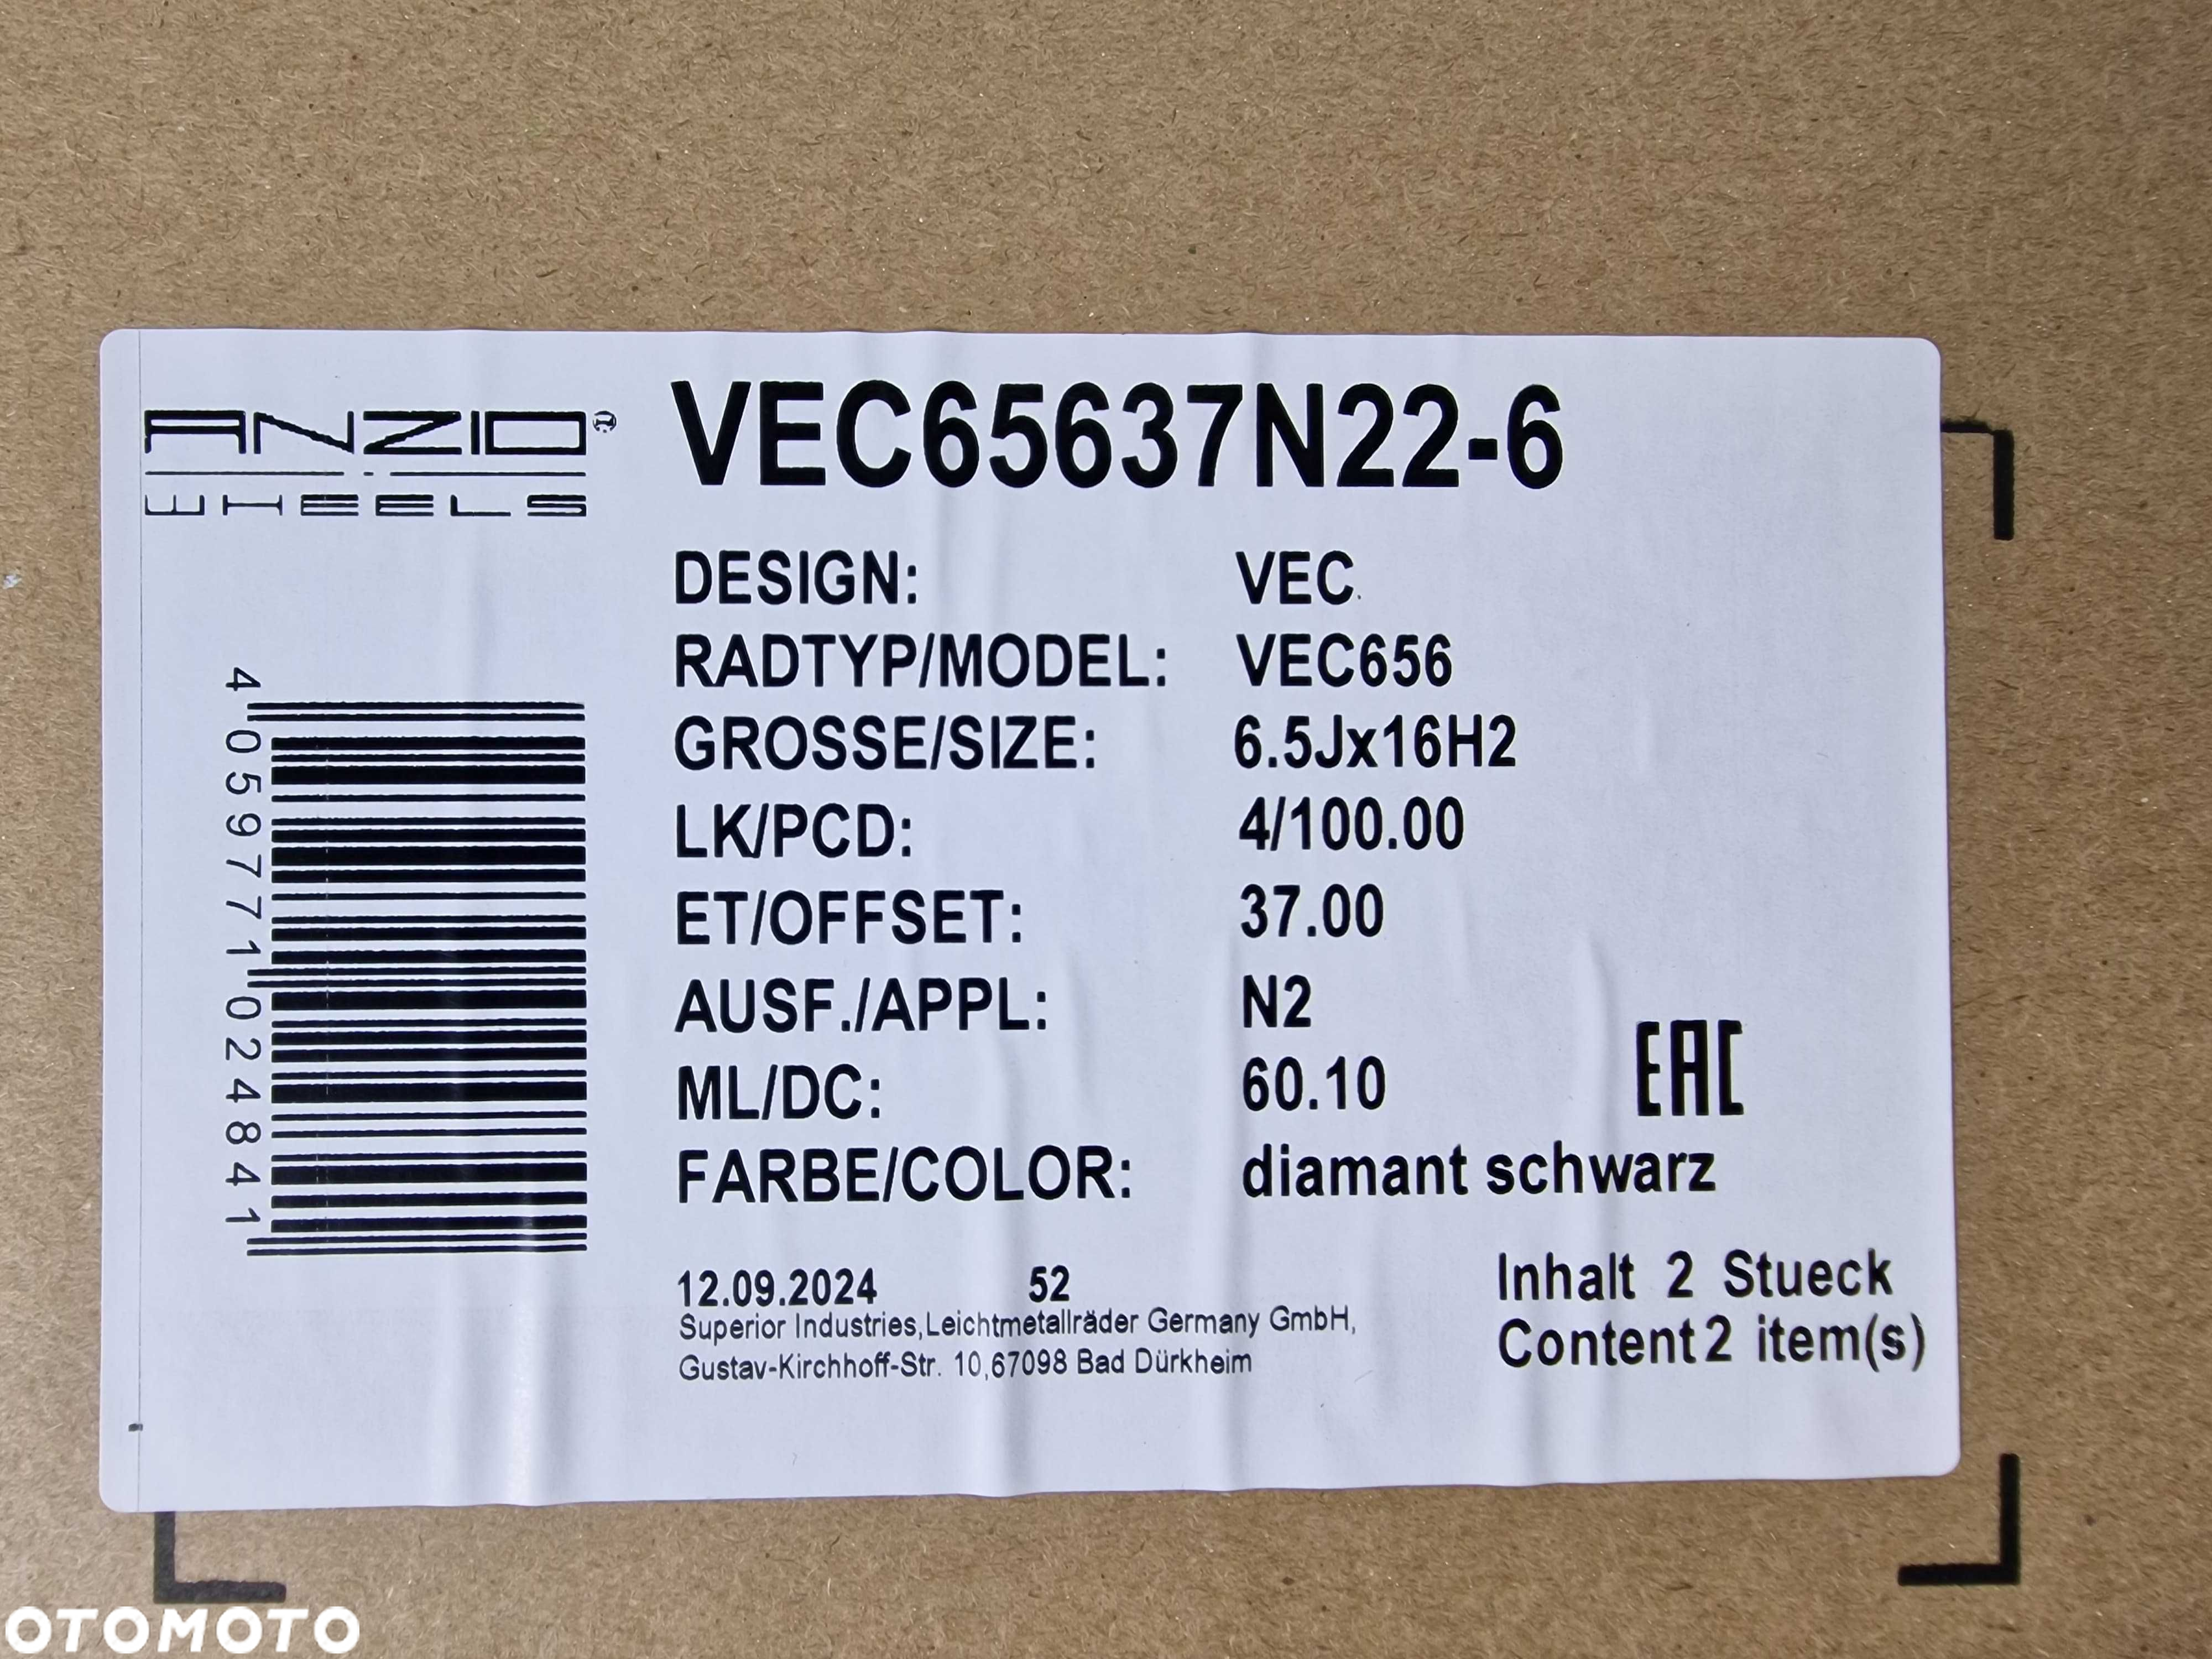 ANZIO®
WHEELS
VEC65637N22-6
DESIGN: VEC
RADTYP/MODEL: VEC656
GROSSE/SIZE: 6.5Jx16H2
LK/PCD: 4/100.00
ET/OFFSET: 37.00
AUSF./APPL: N2
ML/DC: 60.10
EAC
FARBE/COLOR: diamant schwarz
4 059771 024841
12.09.2024 52
Superior Industries,Leichtmetallräder Germany GmbH,
Gustav-Kirchhoff-Str. 10,67098 Bad Dürkheim
Inhalt 2 Stueck
Content 2 item(s)
OTOMOTO